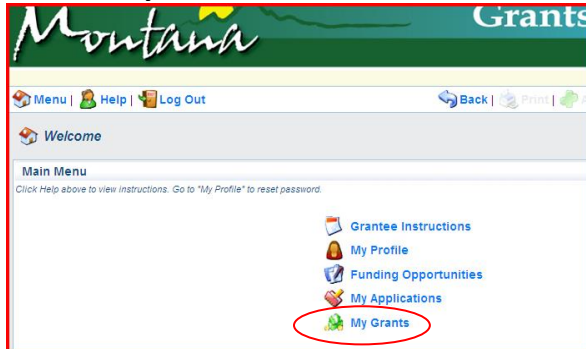 Montana
Grants
Menu | Help | Log Out
Back | Print |
Welcome
Main Menu
Click Help above to view instructions. Go to "My Profile" to reset password.
Grantee Instructions
My Profile
Funding Opportunities
My Applications
My Grants